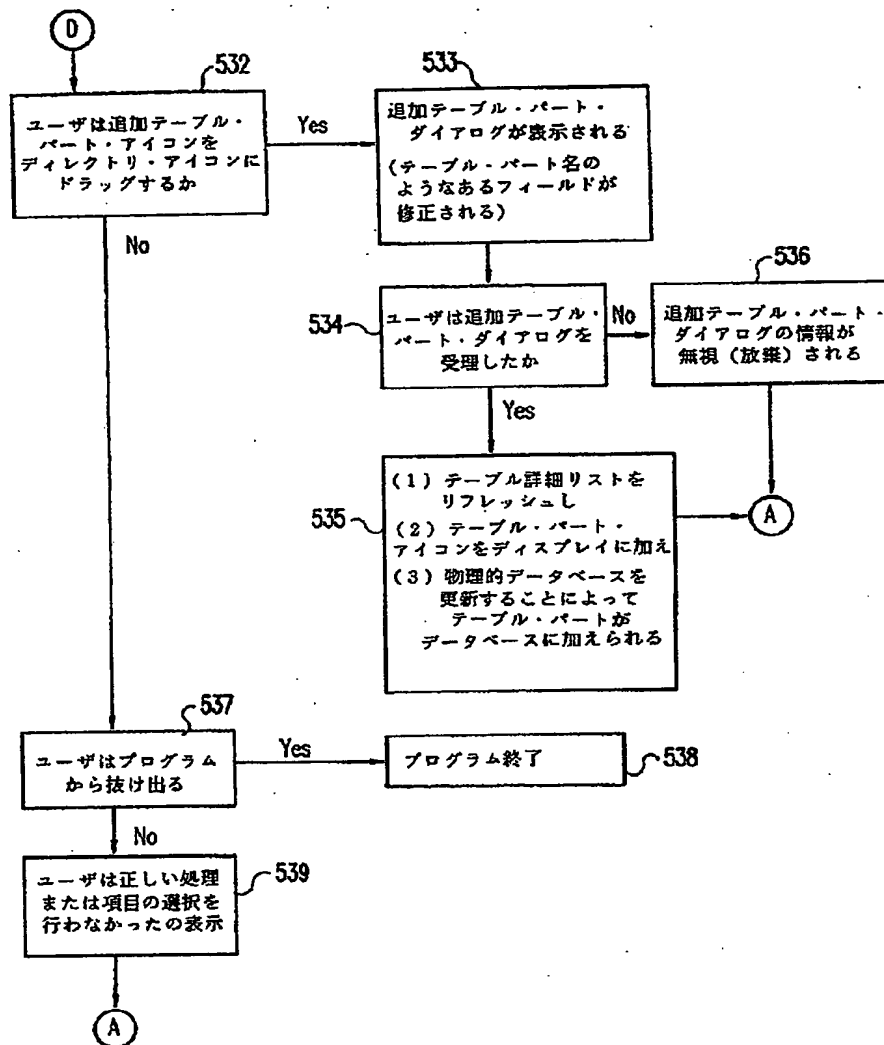 D
532
ユーザは追加テーブル・
パート・アイコンを
ディレクトリ・アイコンに
ドラッグするか
Yes
533
追加テーブル・パート・
ダイアログが表示される
(テーブル・パート名の
ようなあるフィールドが
修正される)
No
534
ユーザは追加テーブル・
パート・ダイアログを
受理したか
No
536
追加テーブル・パート・
ダイアログの情報が
無視(放棄)される
Yes
535
(1)テーブル詳細リストを
リフレッシュし
(2)テーブル・パート・
アイコンをディスプレイに加え
(3)物理的データベースを
更新することによって
テーブル・パートが
データベースに加えられる
A
537
ユーザはプログラム
から抜け出る
Yes
プログラム終了
538
No
ユーザは正しい処理
または項目の選択を
行わなかったの表示
539
A